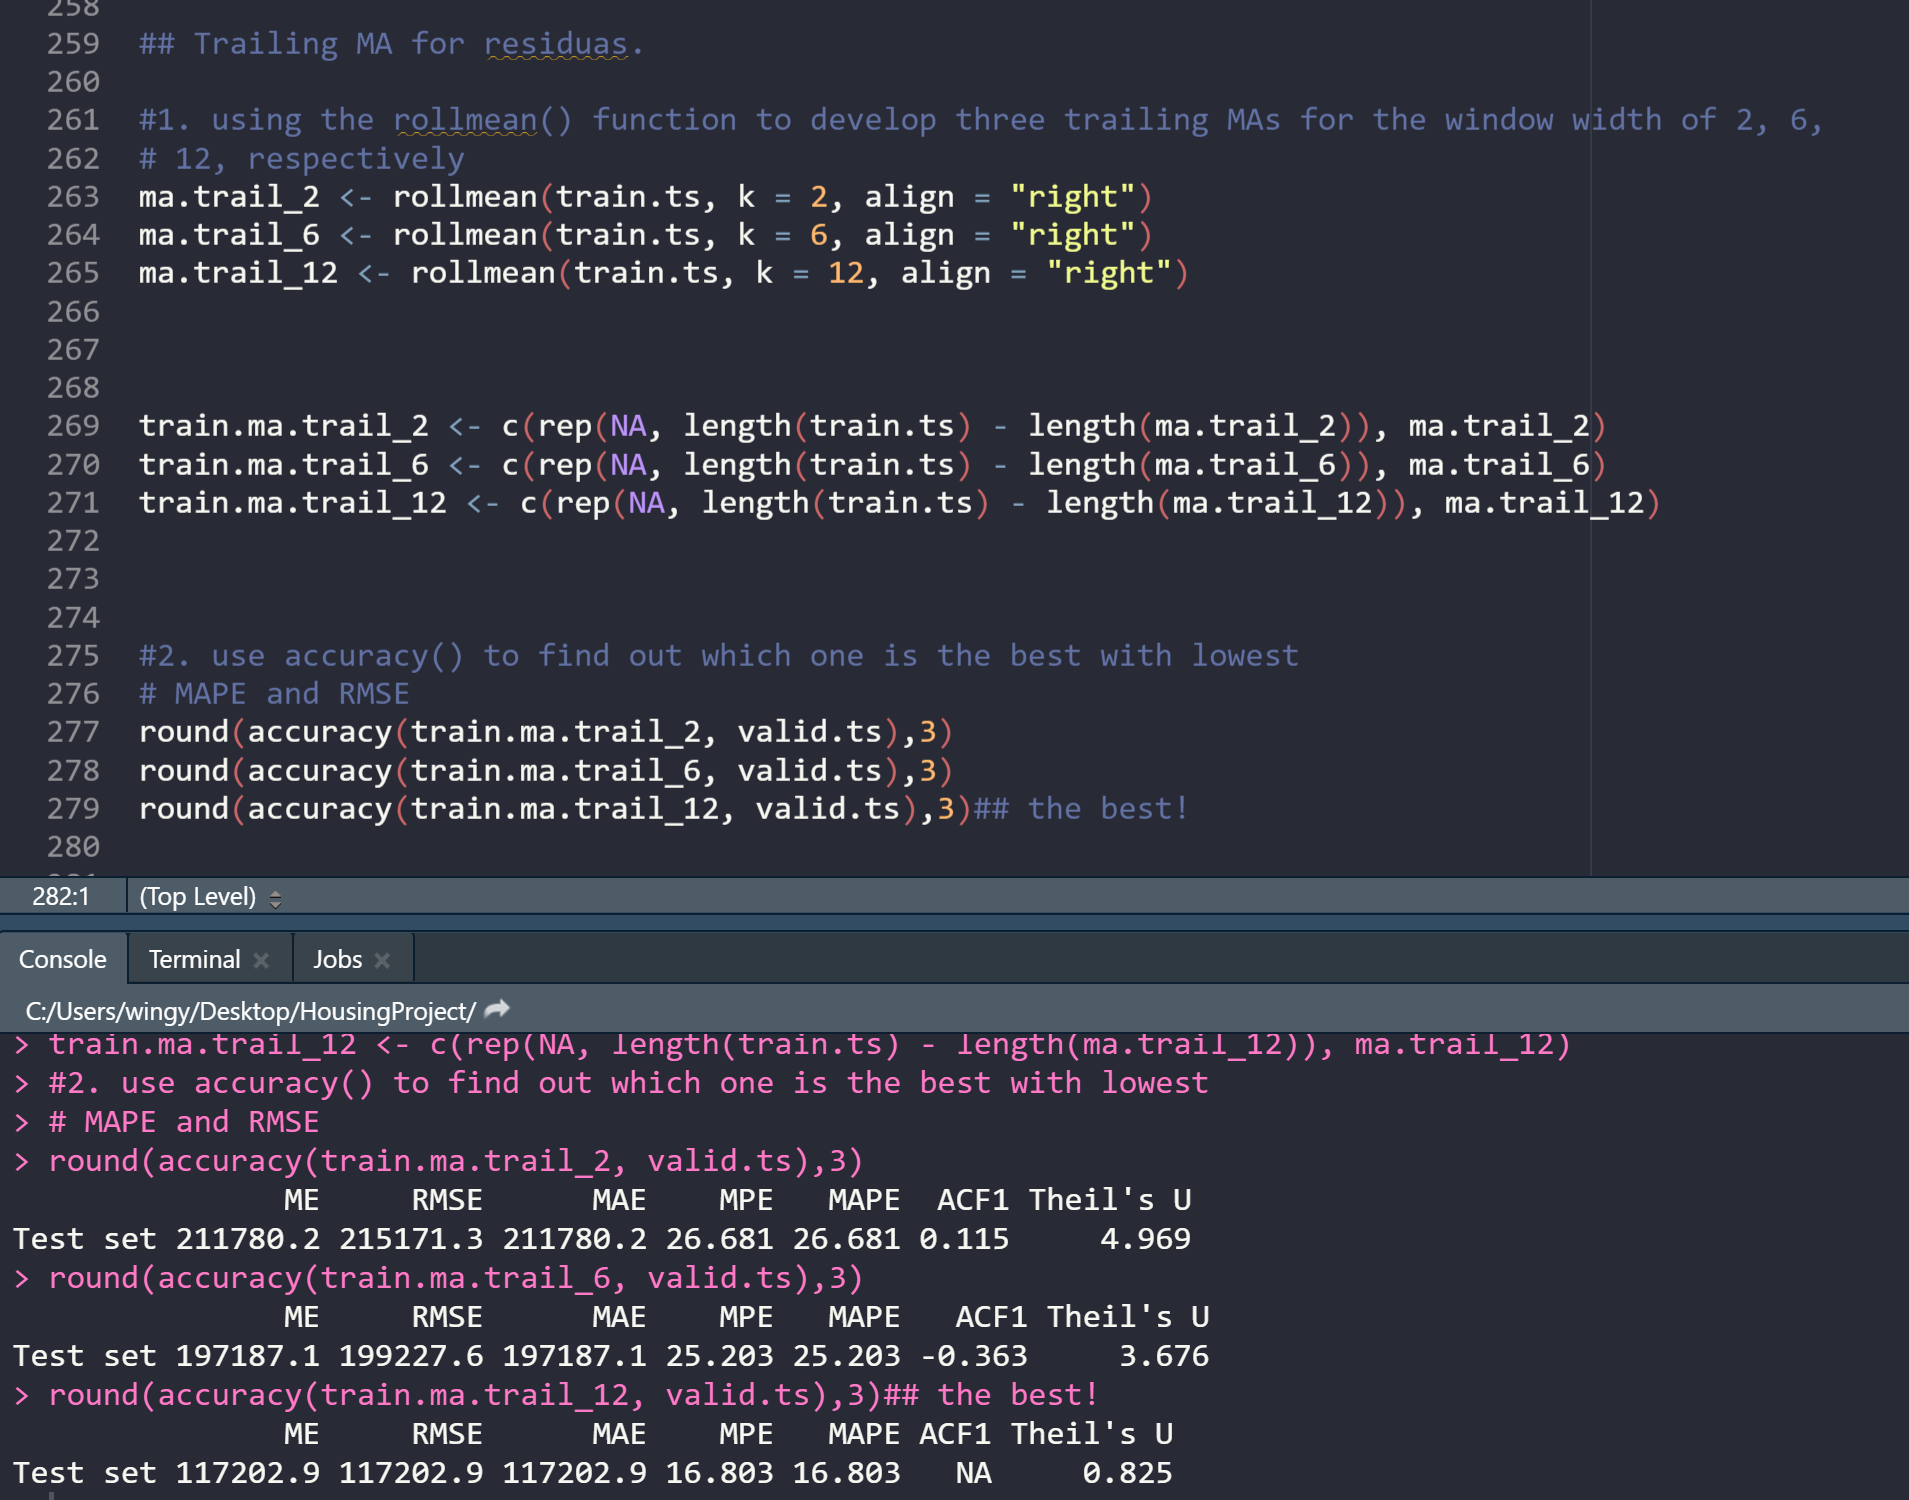 258
259 ## Trailing MA for residuas.
260
261 #1. using the rollmean() function to develop three trailing MAs for the window width of 2, 6,
262 # 12, respectively
263 ma.trail_2 <- rollmean(train.ts, k = 2, align = "right")
264 ma.trail_6 <- rollmean(train.ts, k = 6, align = "right")
265 ma.trail_12 <- rollmean(train.ts, k = 12, align = "right")
266
267
268
269 train.ma.trail_2 <- c(rep(NA, length(train.ts) - length(ma.trail_2)), ma.trail_2)
270 train.ma.trail_6 <- c(rep(NA, length(train.ts) - length(ma.trail_6)), ma.trail_6)
271 train.ma.trail_12 <- c(rep(NA, length(train.ts) - length(ma.trail_12)), ma.trail_12)
272
273
274
275 #2. use accuracy() to find out which one is the best with lowest
276 # MAPE and RMSE
277 round(accuracy(train.ma.trail_2, valid.ts),3)
278 round(accuracy(train.ma.trail_6, valid.ts),3)
279 round(accuracy(train.ma.trail_12, valid.ts),3)## the best!
280
282:1 (Top Level)
Console Terminal Jobs
C:/Users/wingy/Desktop/HousingProject/
> train.ma.trail_12 <- c(rep(NA, length(train.ts) - length(ma.trail_12)), ma.trail_12)
> #2. use accuracy() to find out which one is the best with lowest
> # MAPE and RMSE
> round(accuracy(train.ma.trail_2, valid.ts),3)
ME RMSE MAE MPE MAPE ACF1 Theil's U
Test set 211780.2 215171.3 211780.2 26.681 26.681 0.115 4.969
> round(accuracy(train.ma.trail_6, valid.ts),3)
ME RMSE MAE MPE MAPE ACF1 Theil's U
Test set 197187.1 199227.6 197187.1 25.203 25.203 -0.363 3.676
> round(accuracy(train.ma.trail_12, valid.ts),3)## the best!
ME RMSE MAE MPE MAPE ACF1 Theil's U
Test set 117202.9 117202.9 117202.9 16.803 16.803 NA 0.825